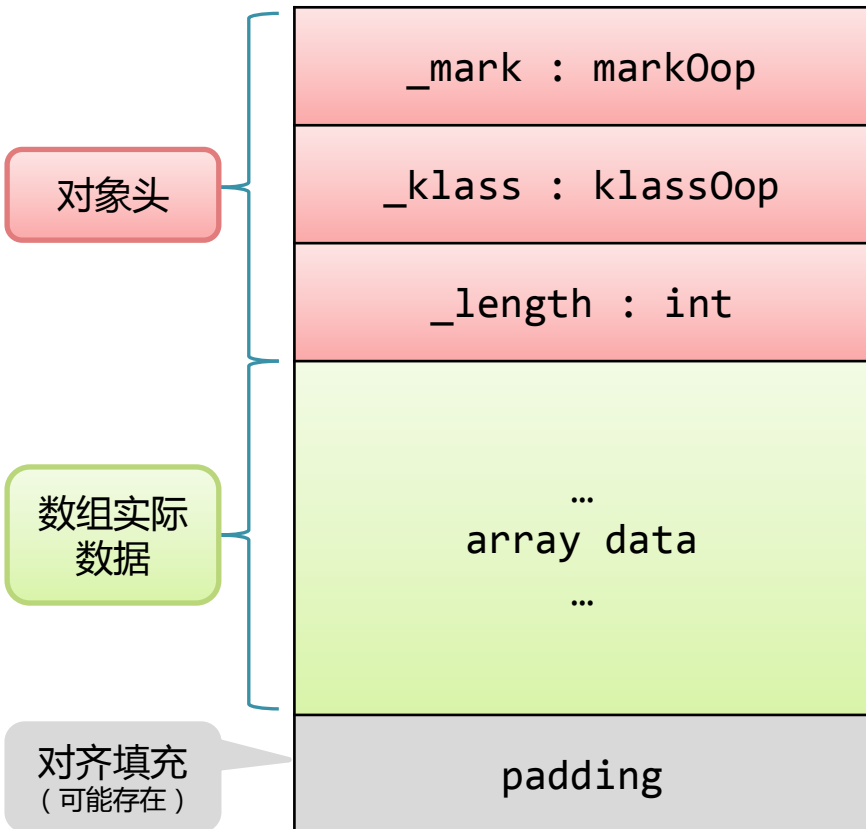 _mark : markOop
_klass : klassOop
对象头
_length : int
数组实际
数据
…
array data
…
对齐填充
（可能存在）
padding